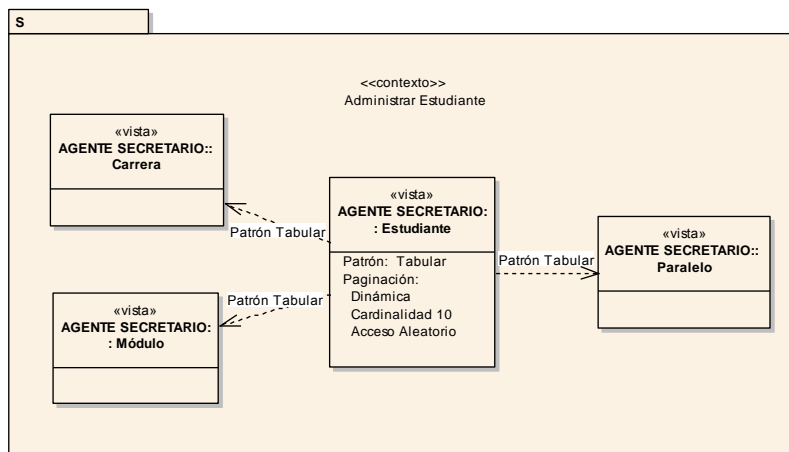 S
<<contexto>>
Administrar Estudiante
«vista»
AGENTE SECRETARIO::
Carrera
Patrón Tabular
«vista»
AGENTE SECRETARIO:
: Estudiante
Patrón: Tabular
Paginación:
Dinámica
Cardinalidad 10
Acceso Aleatorio
Patrón Tabular
«vista»
AGENTE SECRETARIO::
Paralelo
Patrón Tabular
«vista»
AGENTE SECRETARIO:
: Módulo